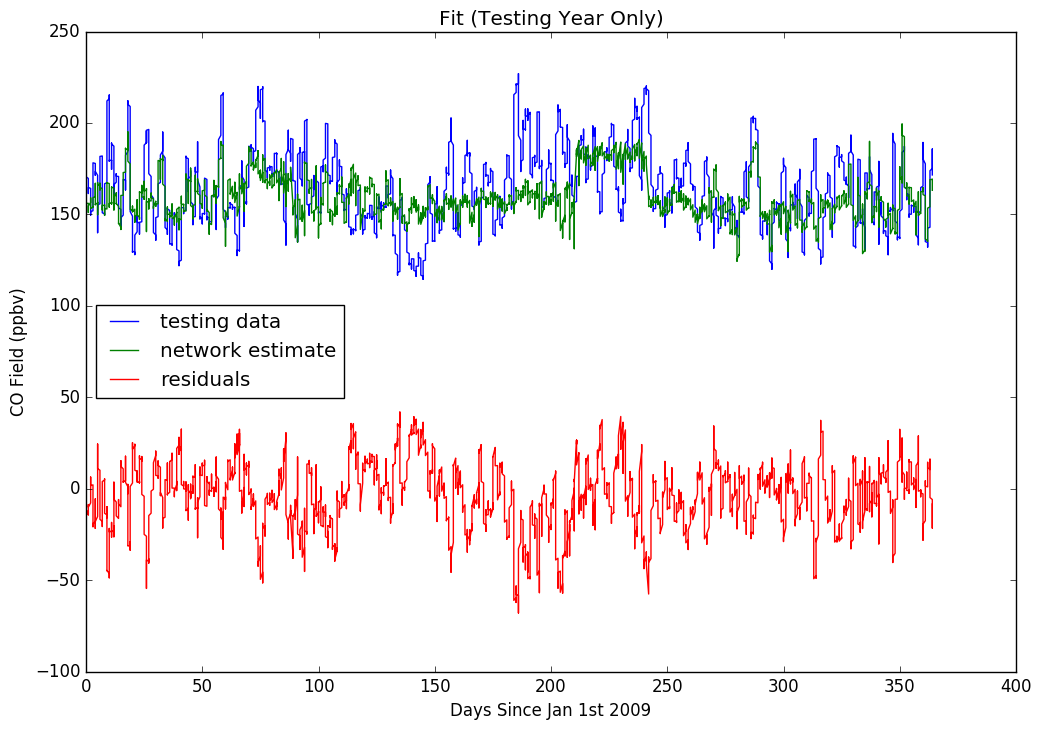 Fit (Testing Year Only)
250
200
150
100
50
0
−50
−100
CO Field (ppbv)
testing data
network estimate
residuals
0 50 100 150 200 250 300 350 400
Days Since Jan 1st 2009